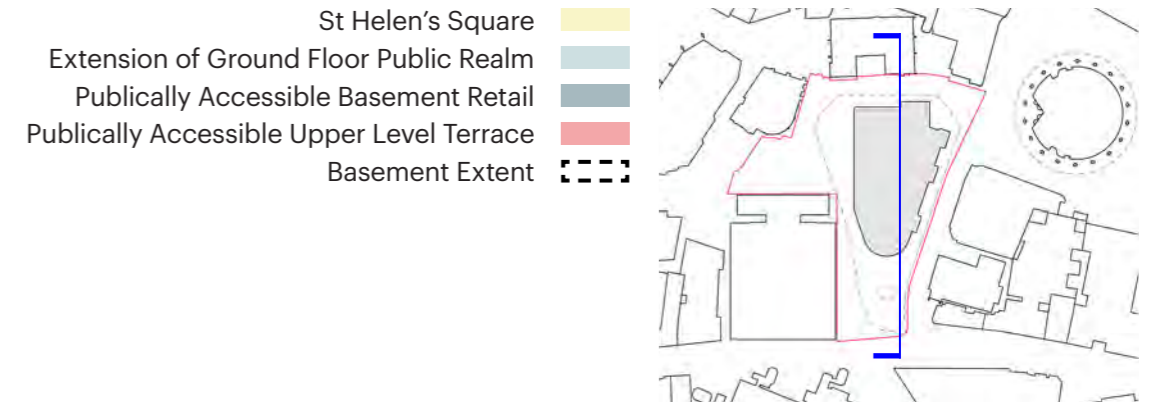 St Helen’s Square
Extension of Ground Floor Public Realm
Publically Accessible Basement Retail
Publically Accessible Upper Level Terrace
Basement Extent